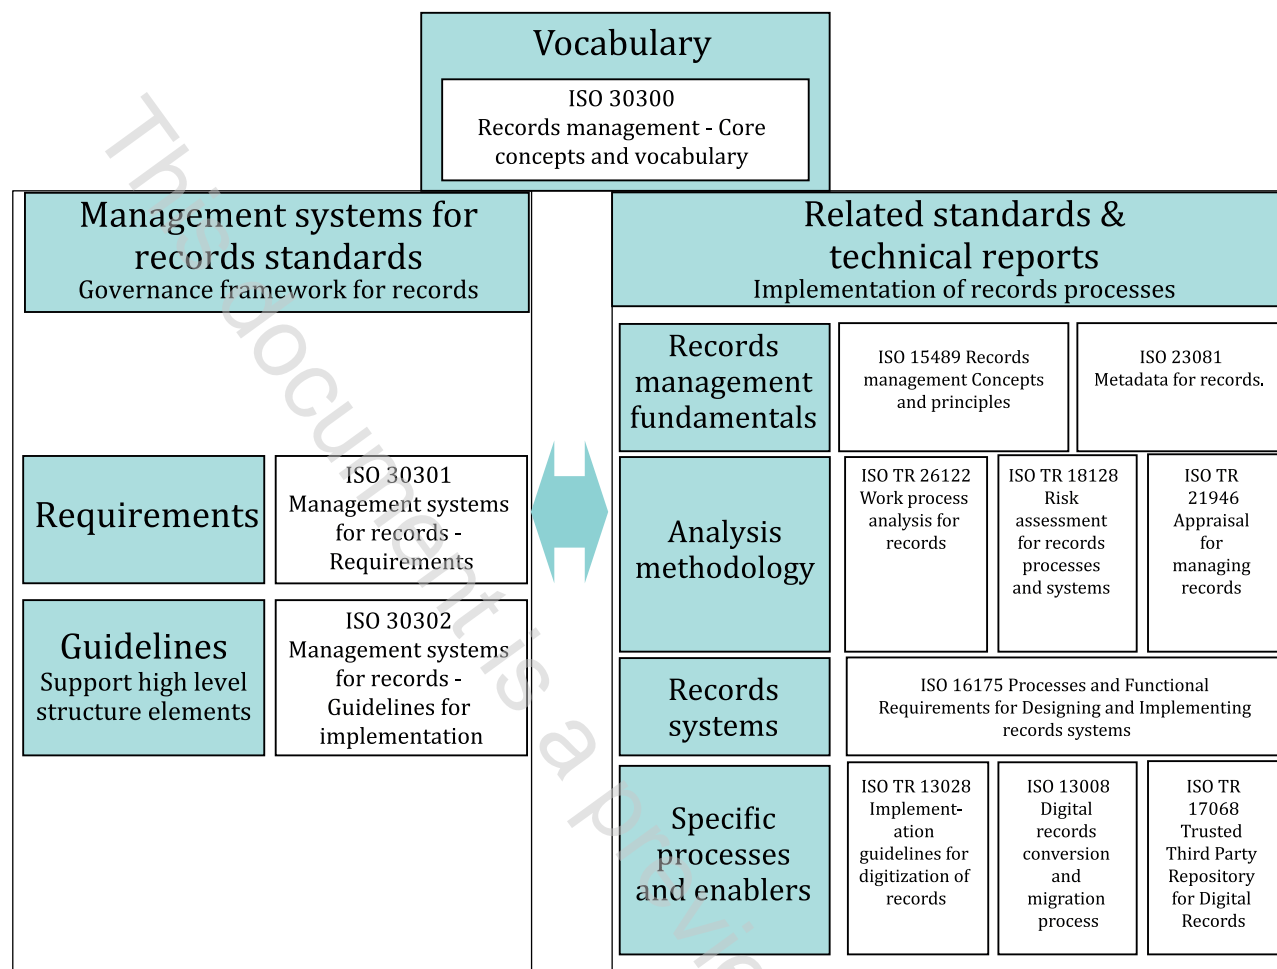 Vocabulary
ISO 30300
Records management - Core
concepts and vocabulary
Management systems for
records standards
Governance framework for records
Requirements
ISO 30301
Management systems
for records -
Requirements
Guidelines
Support high level
structure elements
ISO 30302
Management systems
for records -
Guidelines for
implementation
Related standards &
technical reports
Implementation of records processes
Records
management
fundamentals
ISO 15489 Records
management Concepts
and principles
ISO 23081
Metadata for records.
Analysis
methodology
ISO TR 26122
Work process
analysis for
records
ISO TR 18128
Risk
assessment
for records
processes
and systems
ISO TR
21946
Appraisal
for
managing
records
Records
systems
ISO 16175 Processes and Functional
Requirements for Designing and Implementing
records systems
Specific
processes
and enablers
ISO TR 13028
Implement-
ation
guidelines for
digitization of
records
ISO 13008
Digital
records
conversion
and
migration
process
ISO TR
17068
Trusted
Third Party
Repository
for Digital
Records
This document is a preview